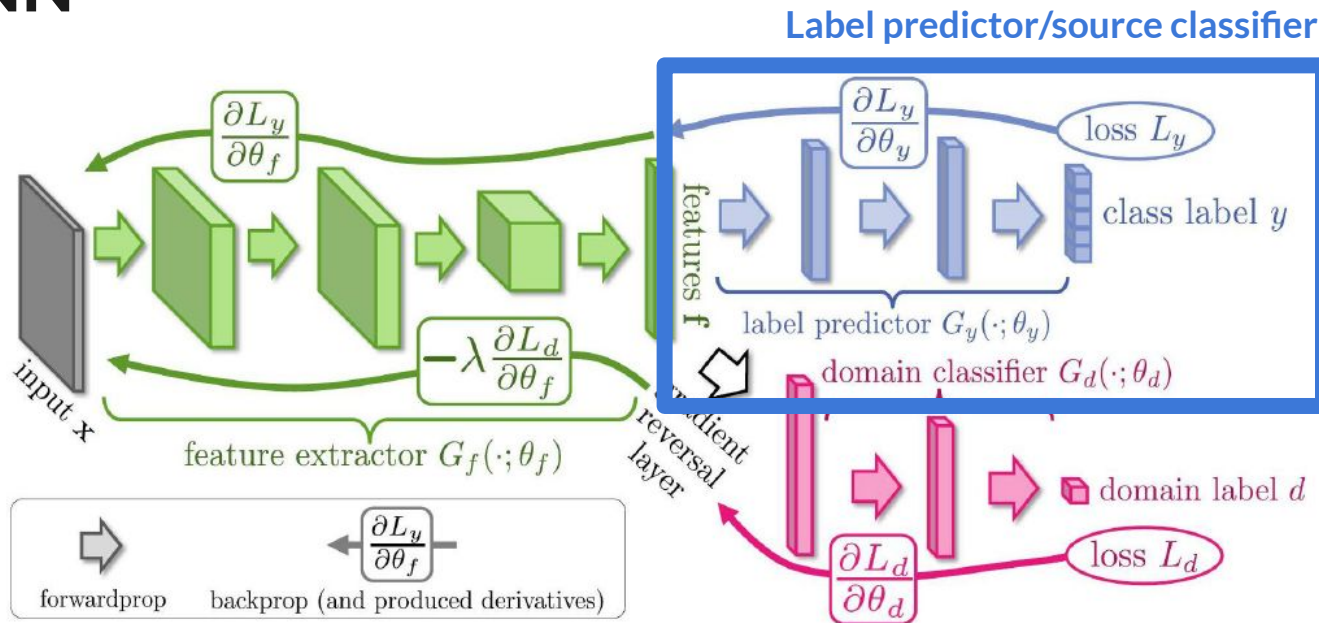 Label predictor/source classifier
∂L_y
∂θ_f
∂L_y
∂θ_y
loss L_y
features f
class label y
label predictor G_y(·;θ_y)
−λ ∂L_d
∂θ_f
domain classifier G_d(·;θ_d)
input x
gradient
reversal
layer
feature extractor G_f(·;θ_f)
domain label d
∂L_y
∂θ_f
∂L_d
∂θ_d
loss L_d
forwardprop
backprop (and produced derivatives)